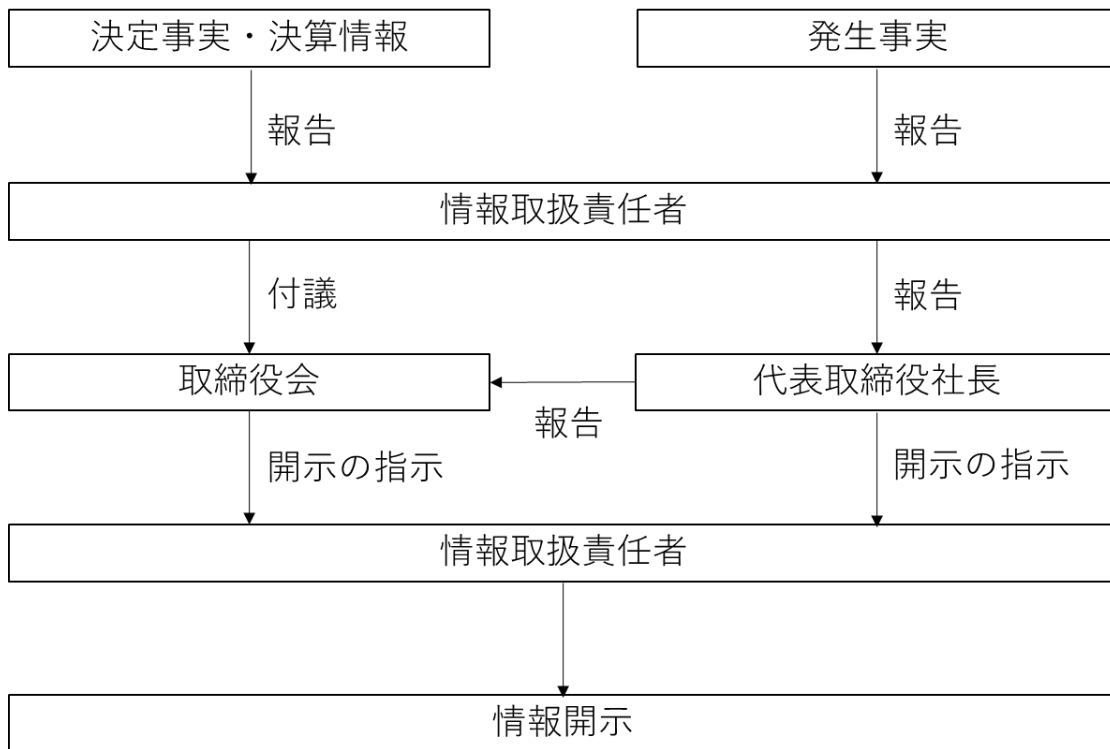 決定事実・決算情報
発生事実
報告
報告
情報取扱責任者
付議
報告
取締役会
代表取締役社長
報告
開示の指示
開示の指示
情報取扱責任者
情報開示